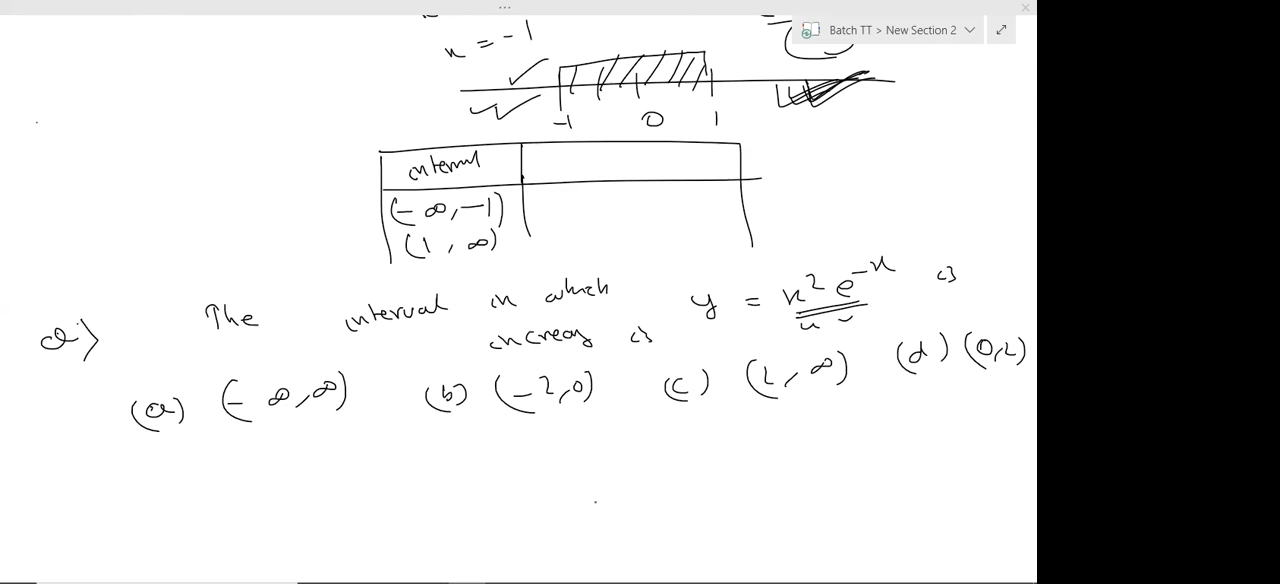 x = -1
Batch TT > New Section 2
-1 0 1
interval
(- ∞, -1)
(1, ∞)
Q) The interval in which y = x² e^-x is
increasing is
(a) (- ∞, ∞) (b) (-2, 0) (c) (2, ∞) (d) (0, 2)